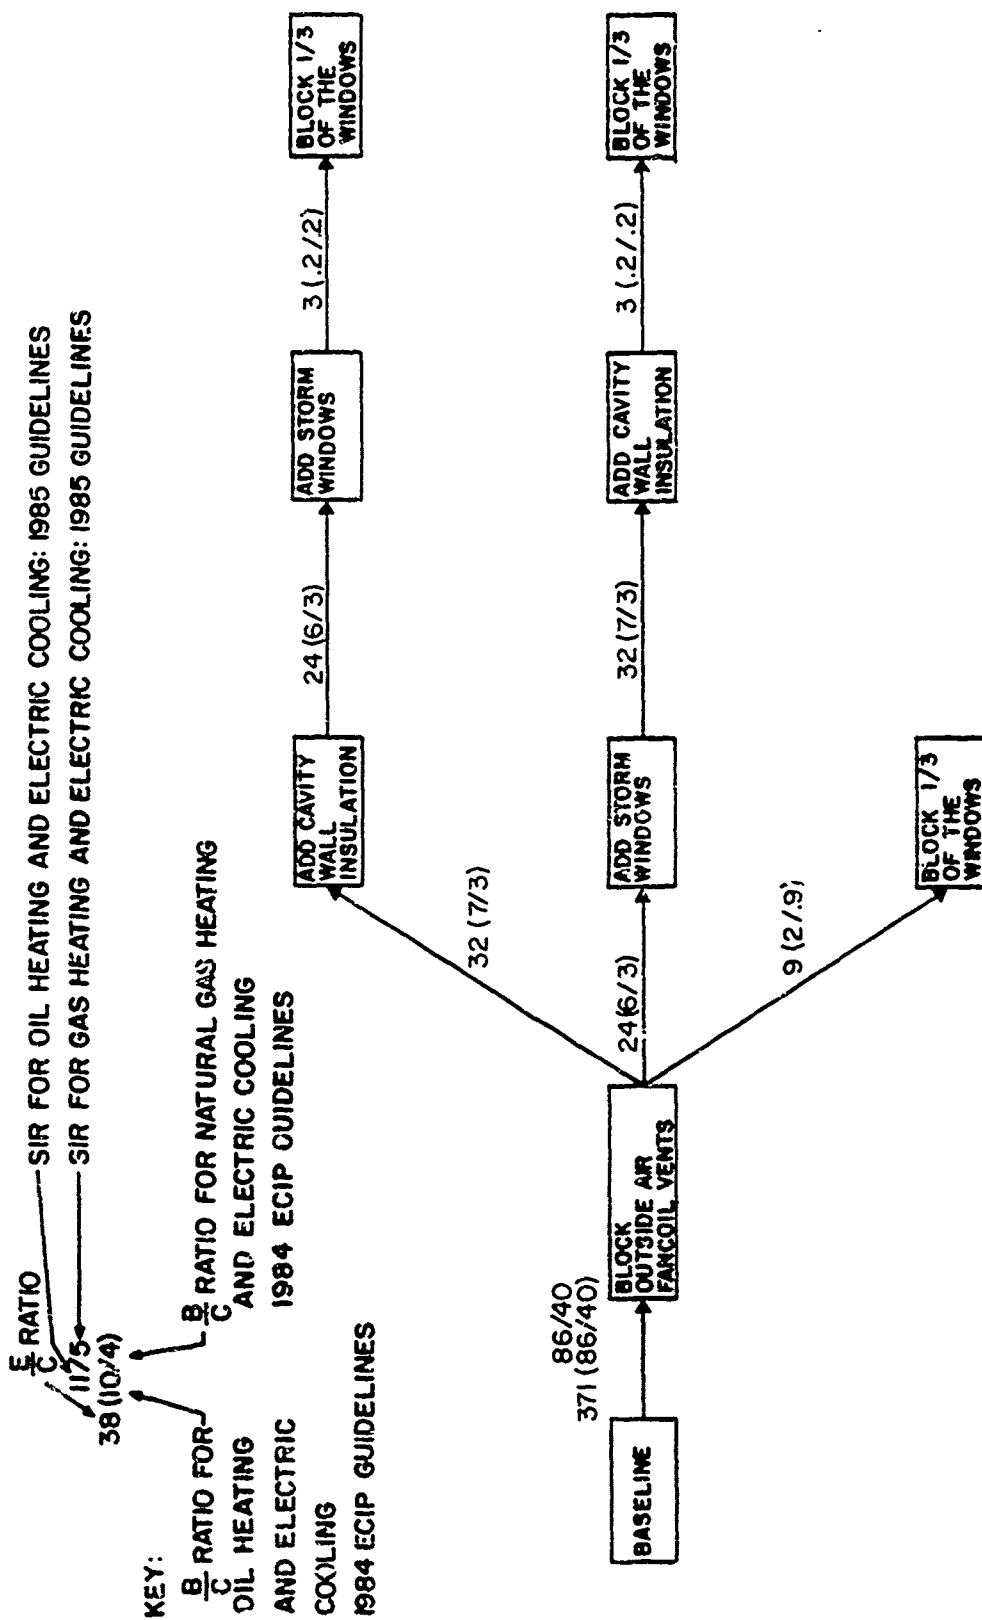 KEY:
E/C RATIO
SIR FOR OIL HEATING AND ELECTRIC COOLING: 1985 GUIDELINES
11/5
SIR FOR GAS HEATING AND ELECTRIC COOLING: 1985 GUIDELINES
38 (10/4)
B/C RATIO FOR
OIL HEATING
AND ELECTRIC
COOLING
1984 ECIP GUIDELINES
B/C RATIO FOR NATURAL GAS HEATING
AND ELECTRIC COOLING
1984 ECIP GUIDELINES
BASELINE
86/40
371 (86/40)
BLOCK
OUTSIDE AIR
FANCOIL VENTS
32 (7/3)
ADD CAVITY
WALL
INSULATION
24 (6/3)
ADD STORM
WINDOWS
3 (.2/.2)
BLOCK 1/3
OF THE
WINDOWS
24(6/3)
ADD STORM
WINDOWS
32 (7/3)
ADD CAVITY
WALL
INSULATION
3 (.2/.2)
BLOCK 1/3
OF THE
WINDOWS
9 (2/.9)
BLOCK 1/3
OF THE
WINDOWS